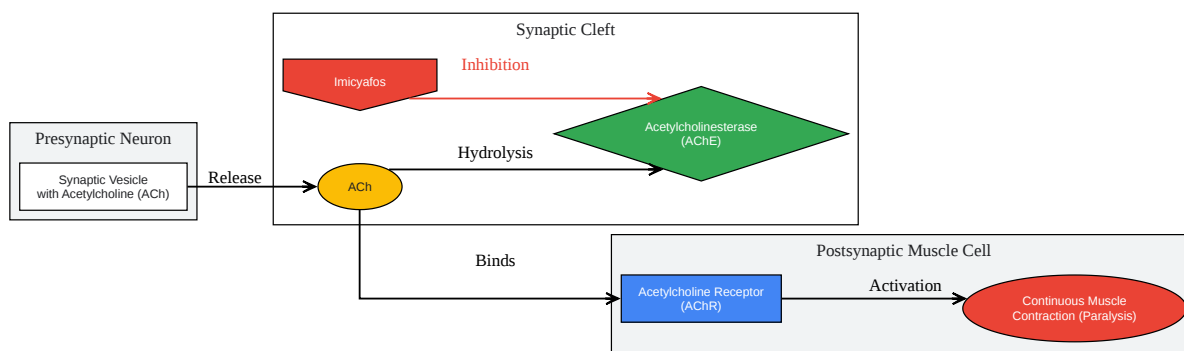 Synaptic Cleft
Imicyafos
Inhibition
Acetylcholinesterase
(AChE)
Presynaptic Neuron
Synaptic Vesicle
with Acetylcholine (ACh)
Release
ACh
Hydrolysis
Binds
Postsynaptic Muscle Cell
Acetylcholine Receptor
(AChR)
Activation
Continuous Muscle
Contraction (Paralysis)